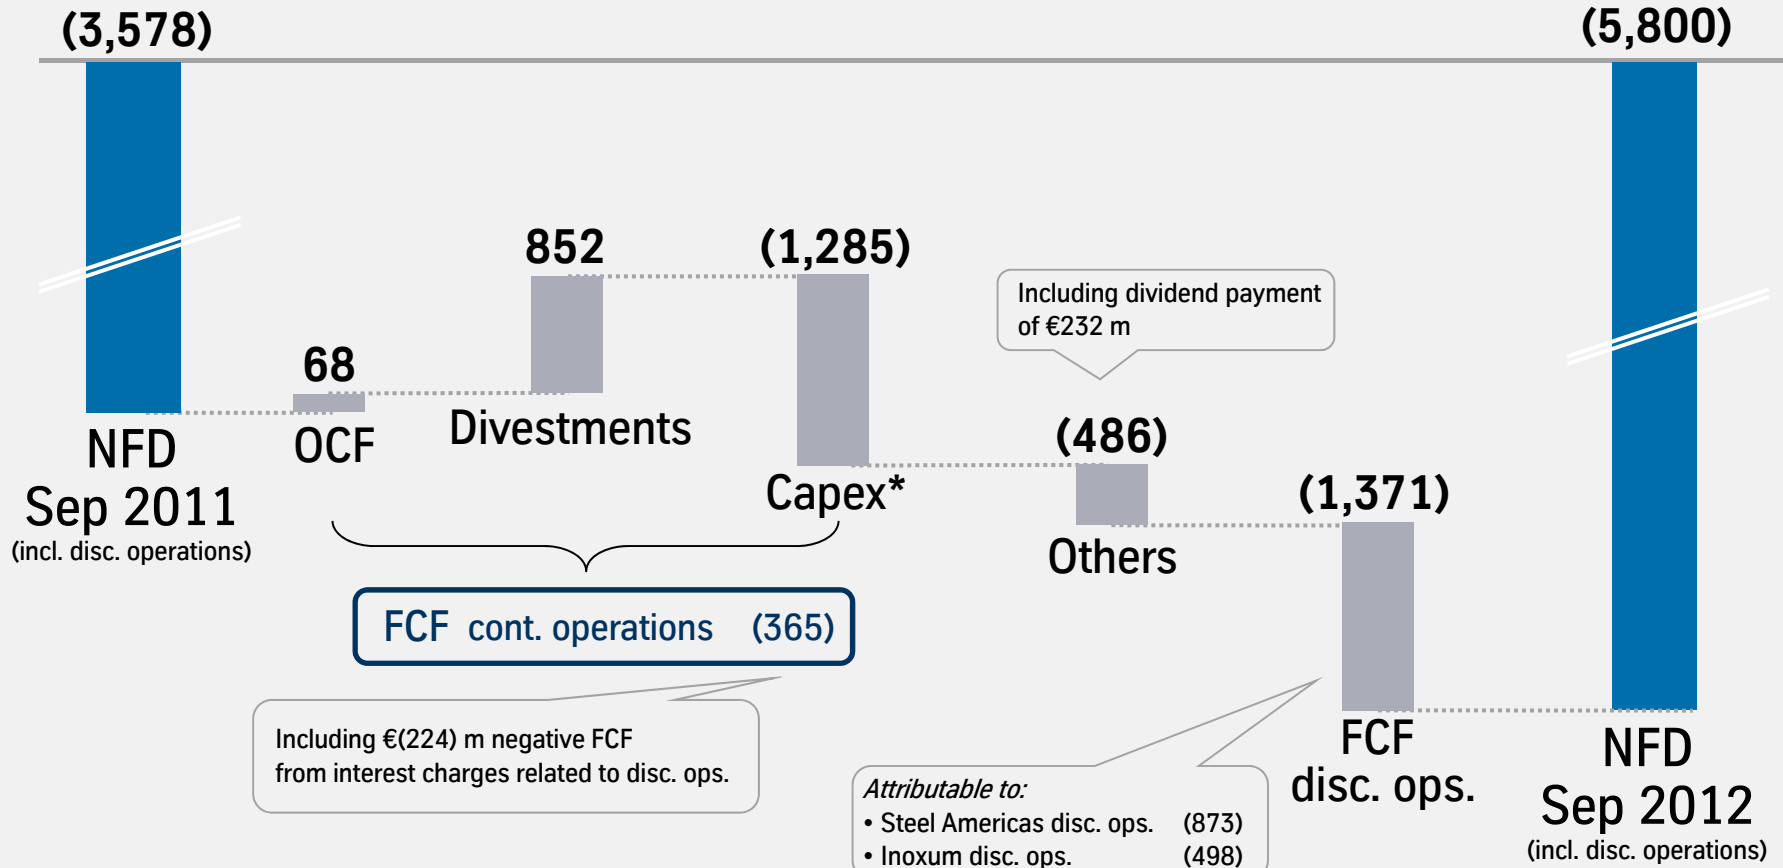 (3,578)
(5,800)
852
(1,285)
Including dividend payment
of €232 m
68
NFD
Sep 2011
(incl. disc. operations)
OCF
Divestments
Capex*
(486)
Others
(1,371)
FCF cont. operations (365)
Including €(224) m negative FCF
from interest charges related to disc. ops.
Attributable to:
• Steel Americas disc. ops. (873)
• Inoxum disc. ops. (498)
FCF
disc. ops.
NFD
Sep 2012
(incl. disc. operations)